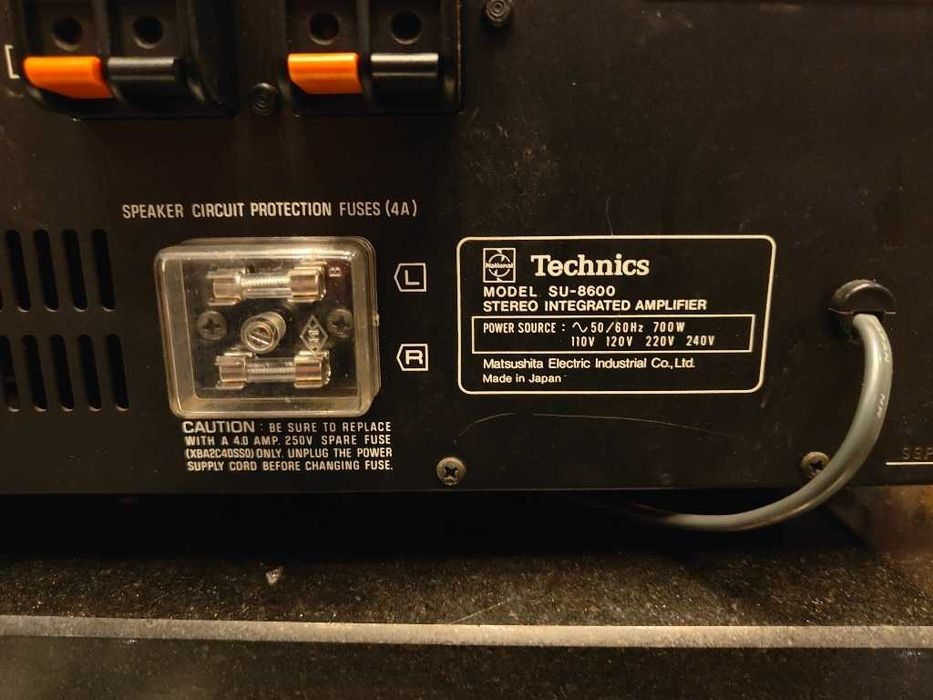 SPEAKER CIRCUIT PROTECTION FUSES (4A)
L
R
CAUTION : BE SURE TO REPLACE
WITH A 4.0 AMP. 250V SPARE FUSE
(XBA2C40SS0) ONLY. UNPLUG THE POWER
SUPPLY CORD BEFORE CHANGING FUSE.
National Technics
MODEL SU-8600
STEREO INTEGRATED AMPLIFIER
POWER SOURCE : ∿ 50/60Hz 700W
110V 120V 220V 240V
Matsushita Electric Industrial Co., Ltd.
Made in Japan